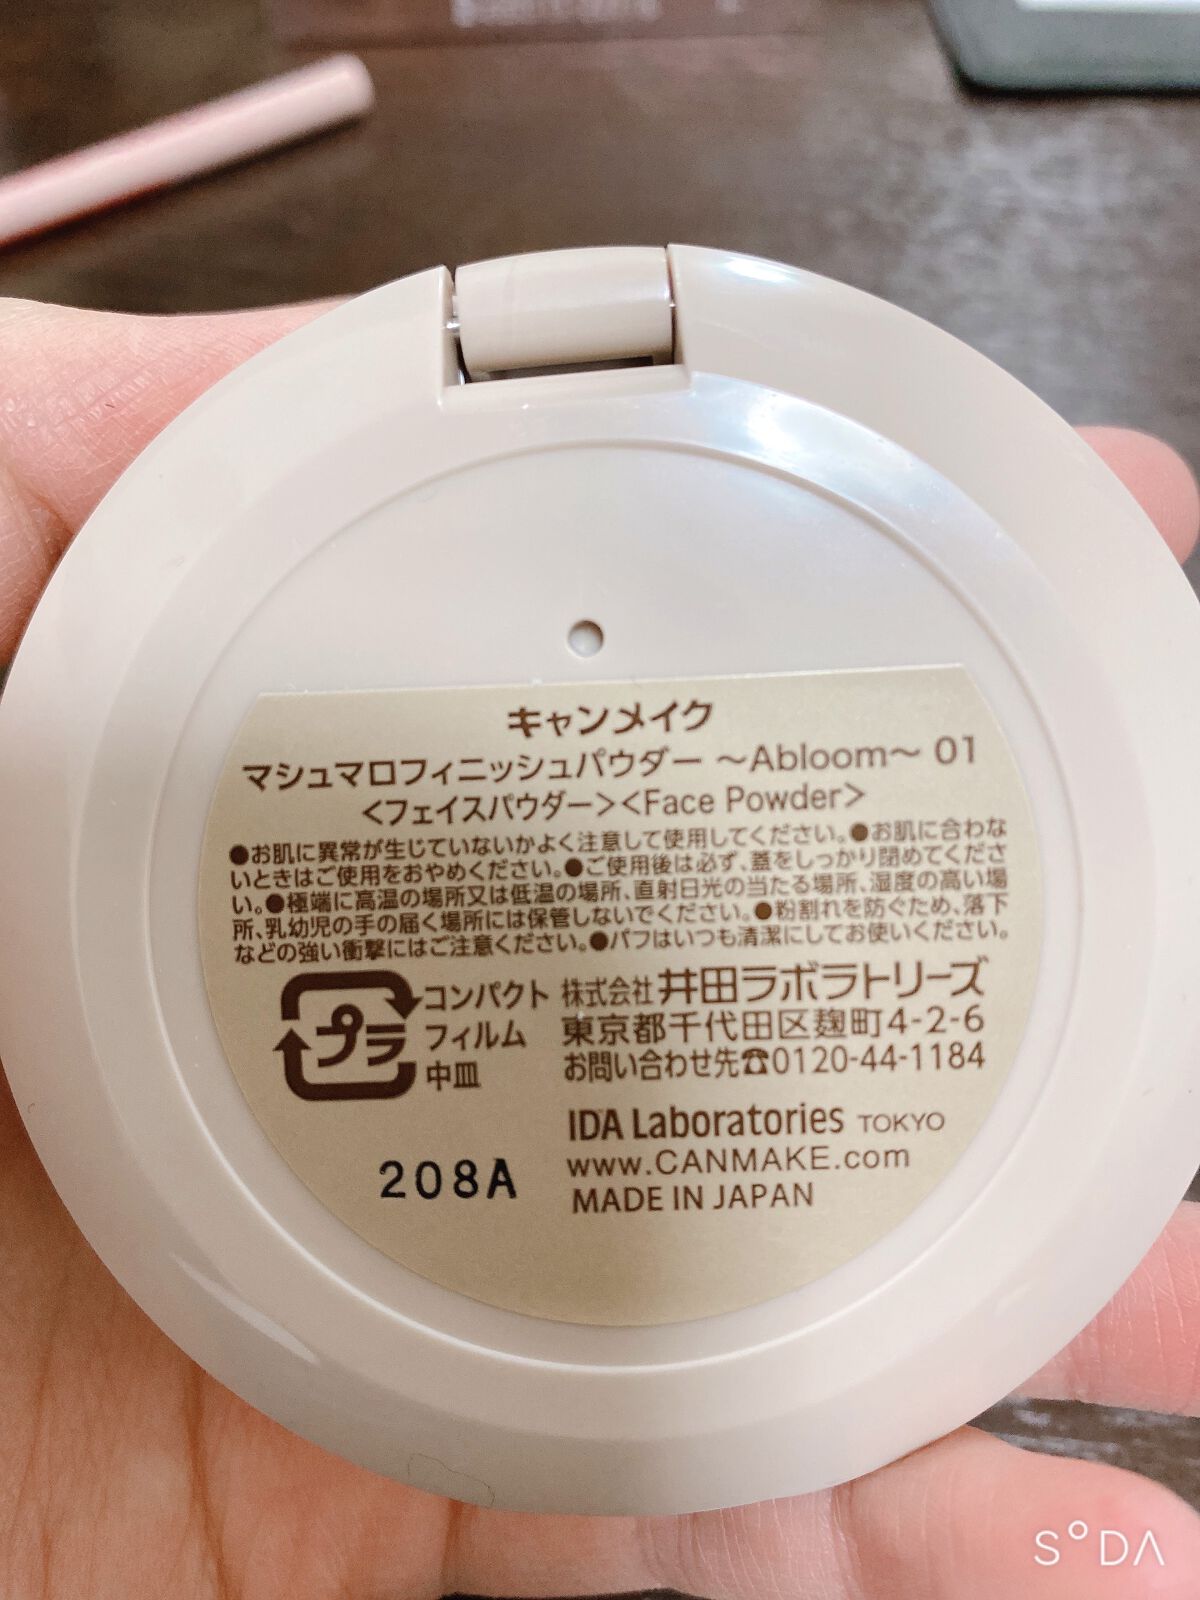 キャンメイク
マシュマロフィニッシュパウダー ～Abloom～ 01
<フェイスパウダー><Face Powder>
●お肌に異常が生じていないかよく注意して使用してください。●お肌に合わな
いときはご使用をおやめください。●ご使用後は必ず、蓋をしっかり閉めてくださ
い。●極端に高温の場所又は低温の場所、直射日光の当たる場所、湿度の高い場
所、乳幼児の手の届く場所には保管しないでください。●粉割れを防ぐため、落下
などの強い衝撃にはご注意ください。●パフはいつも清潔にしてお使いください。
プラ
コンパクト
フィルム
中皿
株式会社 井田ラボラトリーズ
東京都千代田区麹町4-2-6
お問い合わせ先☎0120-44-1184
IDA Laboratories TOKYO
www.CANMAKE.com
MADE IN JAPAN
208A
SODA